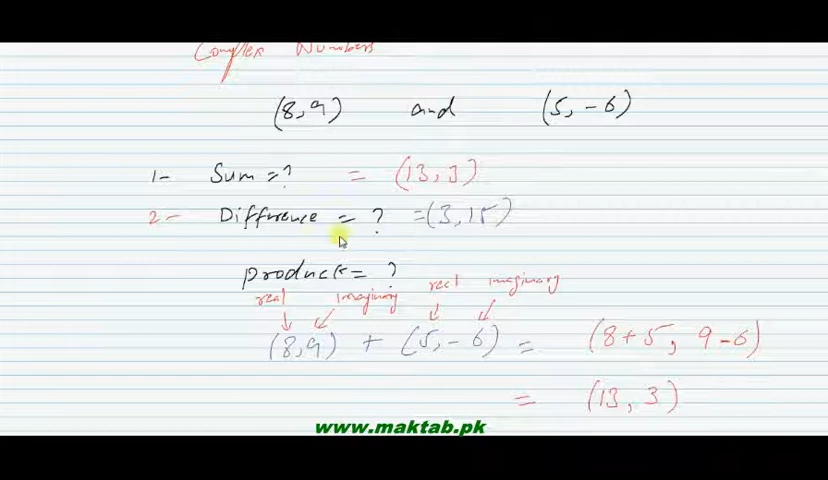 Complex Numbers
(8,9) and (5,-6)
1- Sum =? = (13,3)
2- Difference = ? =(3,15)
product= ?
real imaginary real imaginary
(8,9) + (5,-6) = (8+5, 9-6)
= (13, 3)
www.maktab.pk